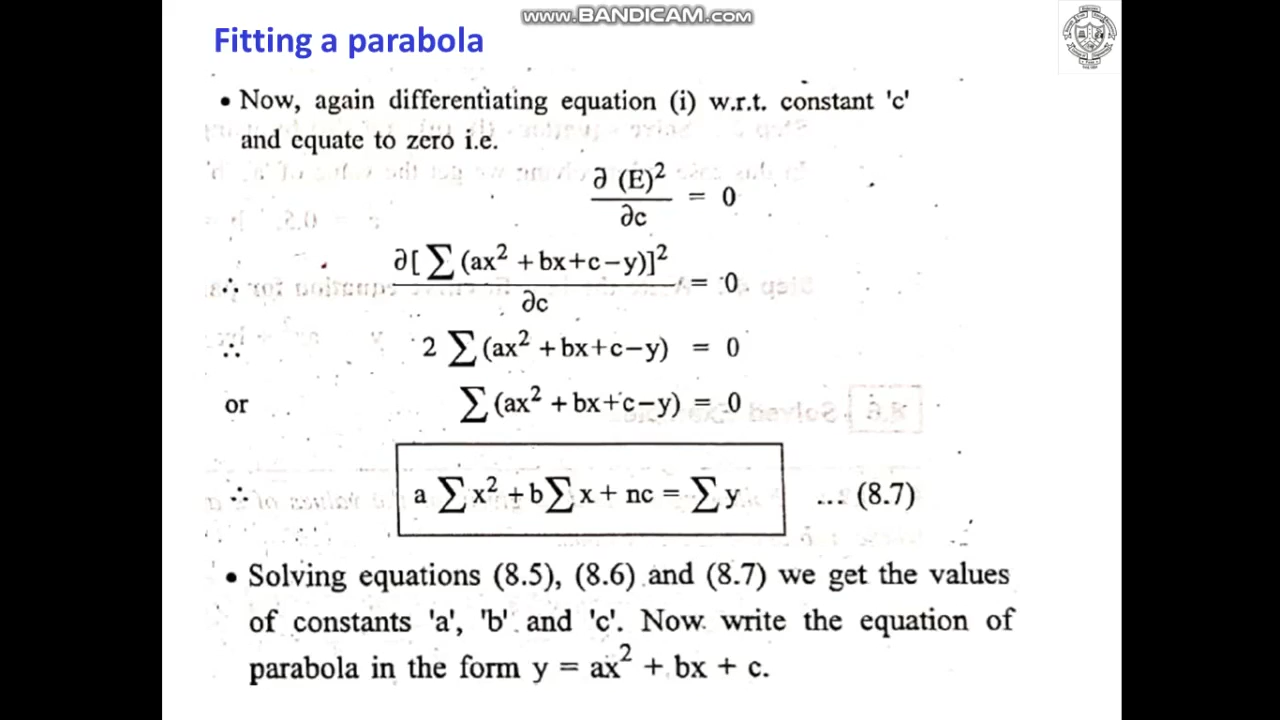 www.BANDICAM.com
Fitting a parabola
• Now, again differentiating equation (i) w.r.t. constant 'c'
and equate to zero i.e.
∂ (E)² / ∂c = 0
∴ ∂[ ∑ (ax² + bx+c−y)]² / ∂c = 0
∴ 2 ∑ (ax² + bx+c−y) = 0
or ∑ (ax² + bx+c−y) = 0
∴ a ∑ x² + b ∑ x + nc = ∑ y ... (8.7)
• Solving equations (8.5), (8.6) and (8.7) we get the values
of constants 'a', 'b' and 'c'. Now write the equation of
parabola in the form y = ax² + bx + c.